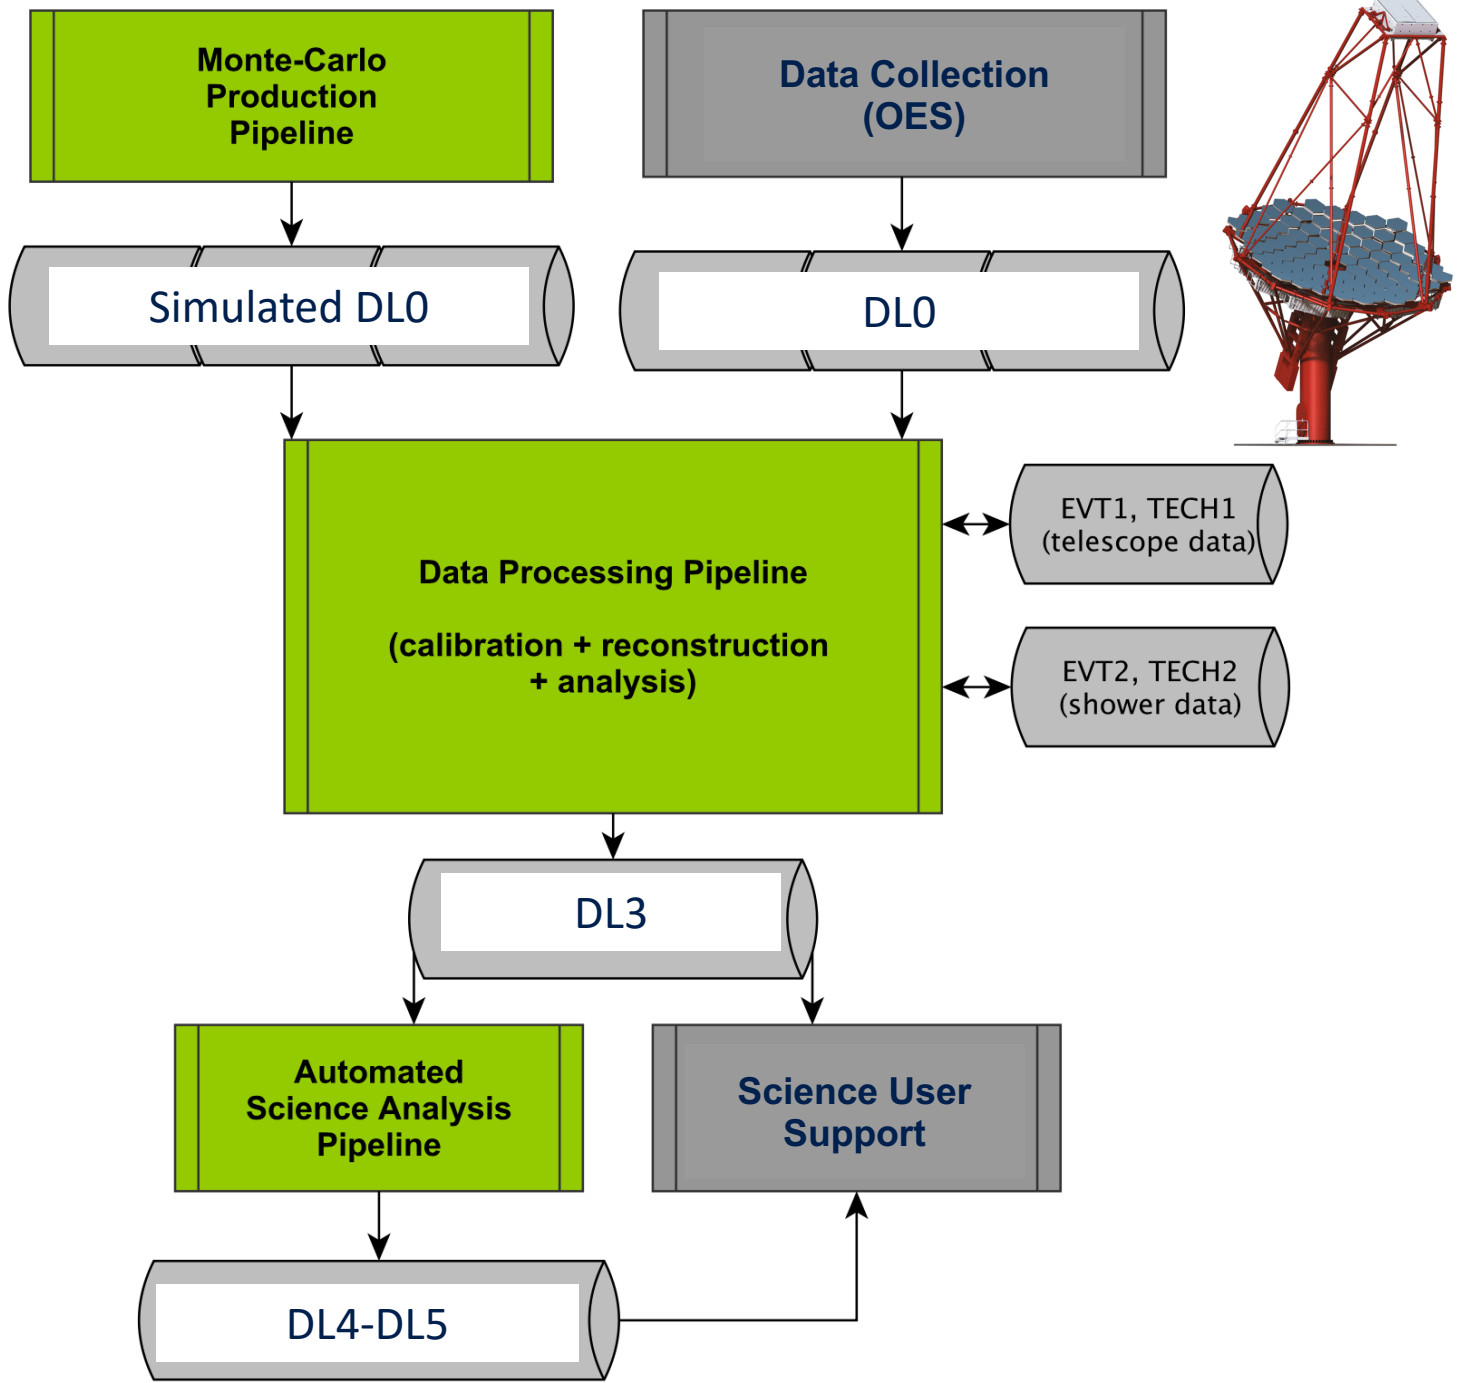 Monte-Carlo
Production
Pipeline
Data Collection
(OES)
Simulated DL0
DL0
EVT1, TECH1
(telescope data)
Data Processing Pipeline
(calibration + reconstruction
+ analysis)
EVT2, TECH2
(shower data)
DL3
Automated
Science Analysis
Pipeline
Science User
Support
DL4-DL5